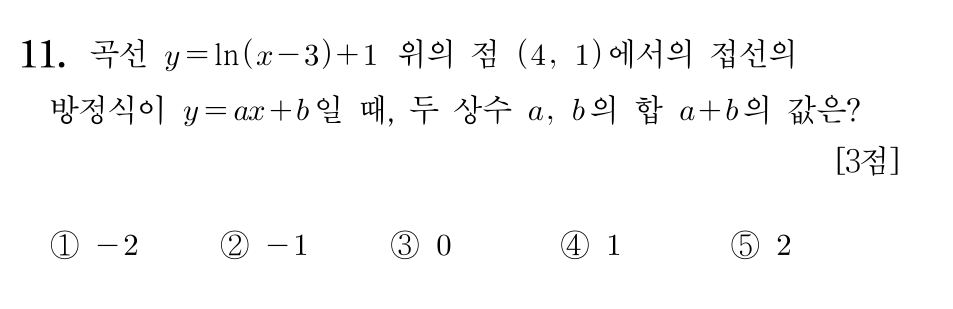 11. 곡선 y=ln(x-3)+1 위의 점 (4, 1)에서의 접선의
방정식이 y=ax+b일 때, 두 상수 a, b의 합 a+b의 값은?
[3점]
① -2 ② -1 ③ 0 ④ 1 ⑤ 2